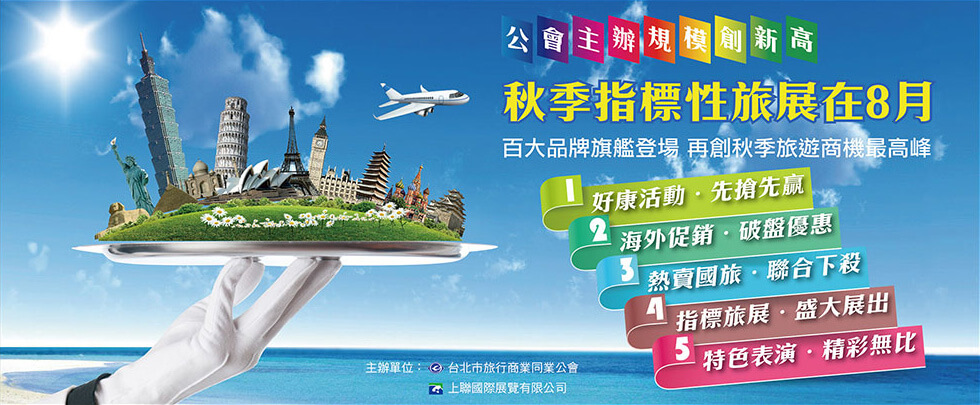 公會主辦規模創新高
秋季指標性旅展在8月
百大品牌旗艦登場 再創秋季旅遊商機最高峰
1 好康活動‧先搶先贏
2 海外促銷‧破盤優惠
3 熱賣國旅‧聯合下殺
4 指標旅展‧盛大展出
5 特色表演‧精彩無比
主辦單位： 台北市旅行商業同業公會
上聯國際展覽有限公司